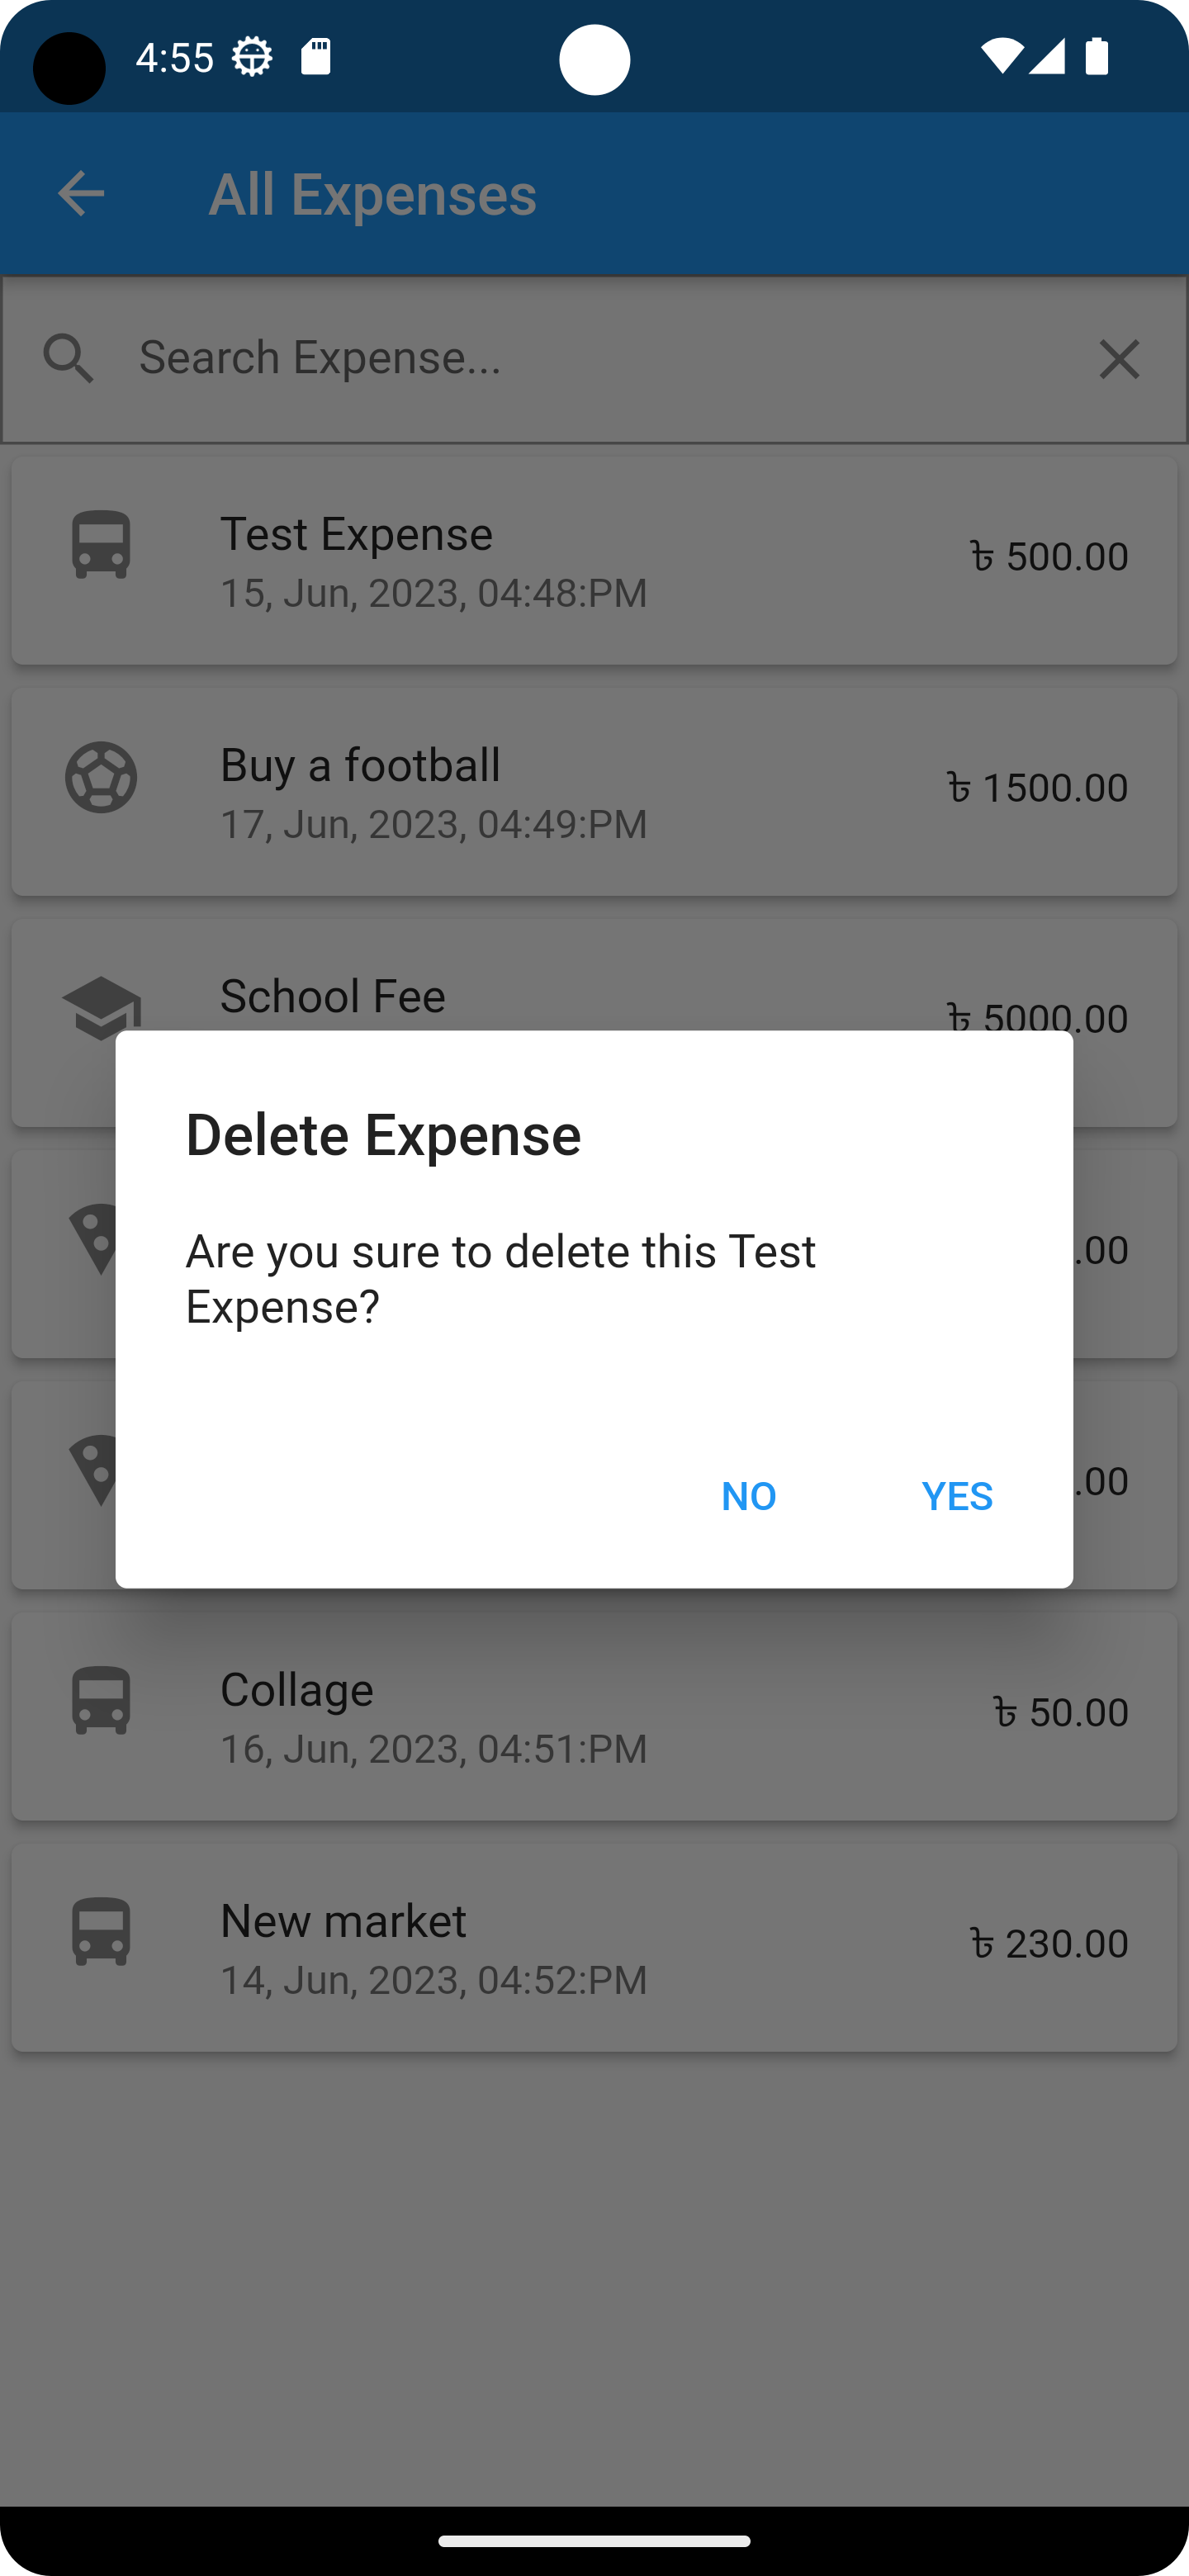 4:55
All Expenses
Search Expense...
Test Expense
৳ 500.00
15, Jun, 2023, 04:48:PM
Buy a football
৳ 1500.00
17, Jun, 2023, 04:49:PM
School Fee
৳ 5000.00
Delete Expense
Are you sure to delete this Test
Expense?
.00
.00
NO YES
Collage
৳ 50.00
16, Jun, 2023, 04:51:PM
New market
৳ 230.00
14, Jun, 2023, 04:52:PM